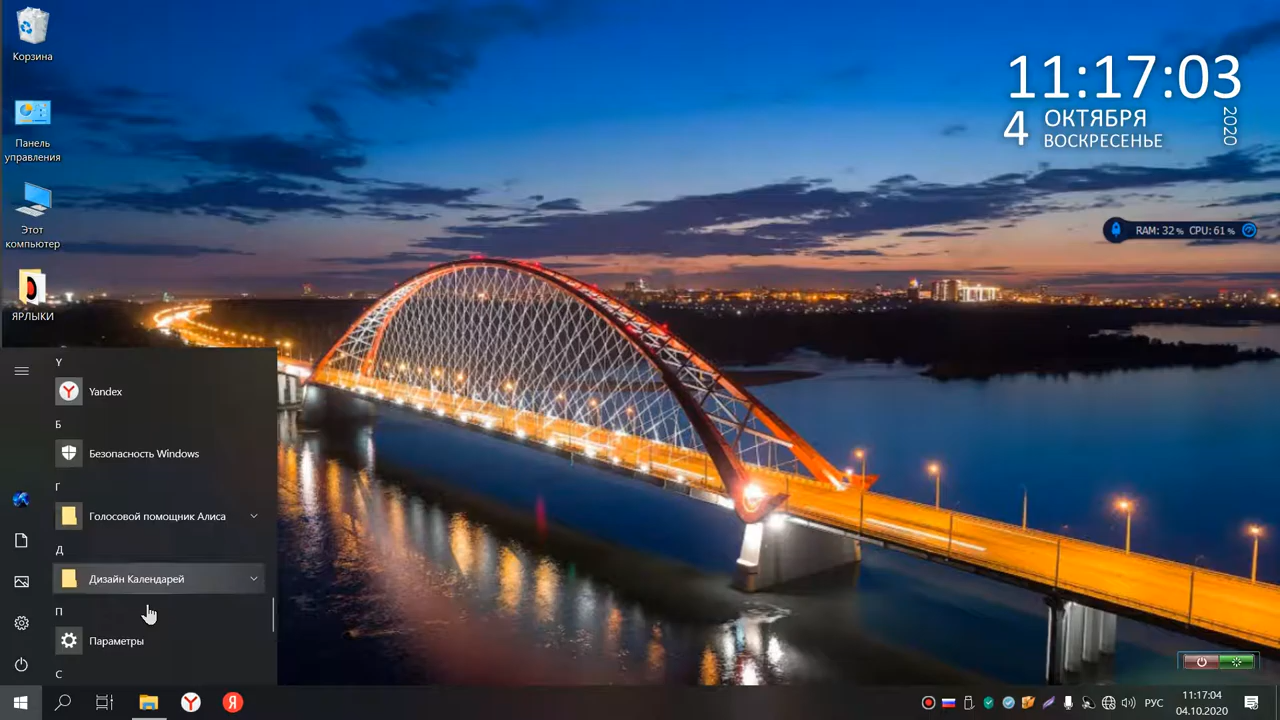 Корзина
Панель
управления
Этот
компьютер
ЯРЛЫКИ
11:17:03
4
ОКТЯБРЯ
ВОСКРЕСЕНЬЕ
2020
RAM: 32 % CPU: 61 %
Y
Yandex
Б
Безопасность Windows
Г
Голосовой помощник Алиса
Д
Дизайн Календарей
П
Параметры
С
Y
Я
РУС
11:17:04
04.10.2020